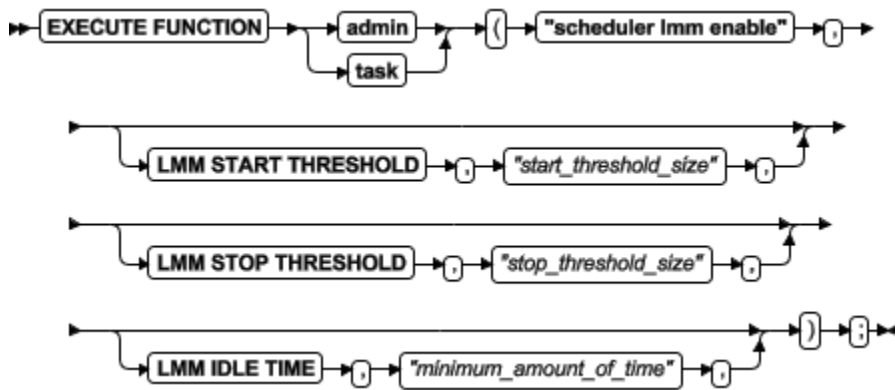 EXECUTE FUNCTION admin ( "scheduler lmm enable" ,
task
LMM START THRESHOLD , "start_threshold_size" ,
LMM STOP THRESHOLD , "stop_threshold_size" ,
) ;
LMM IDLE TIME , "minimum_amount_of_time" ,